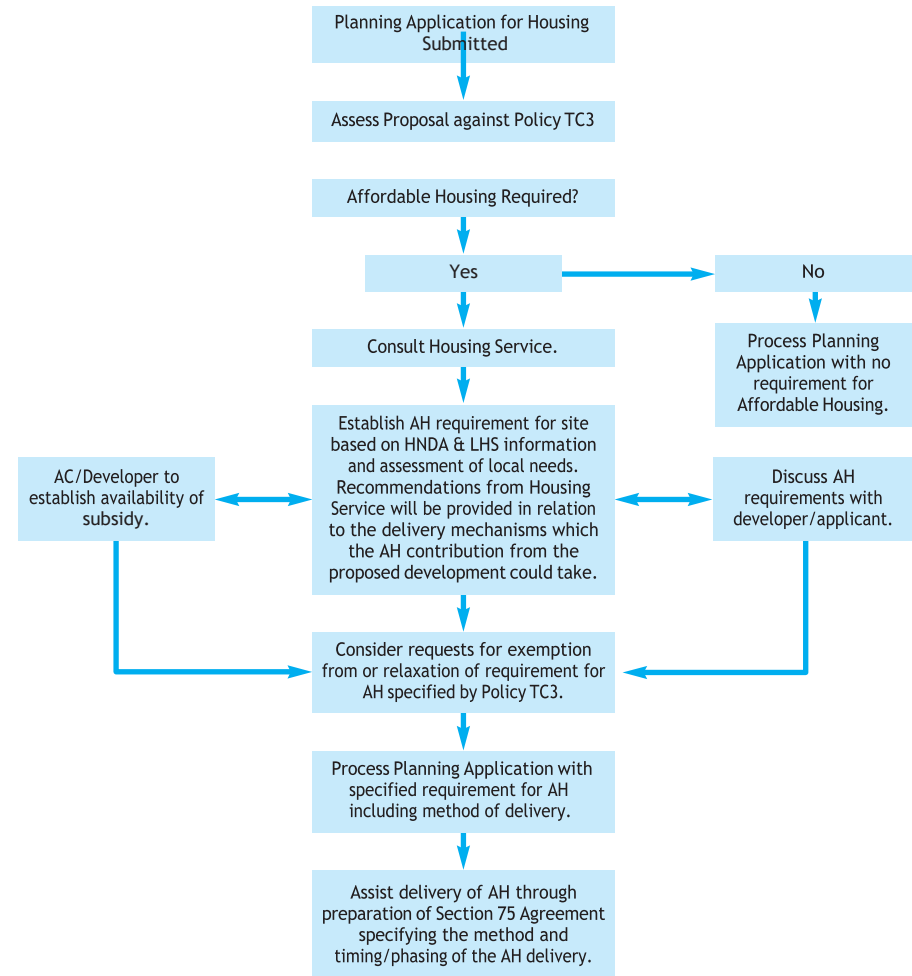 Planning Application for Housing
Submitted
Assess Proposal against Policy TC3
Affordable Housing Required?
Yes
No
Consult Housing Service.
Process Planning
Application with no
requirement for
Affordable Housing.
Establish AH requirement for site
based on HNDA & LHS information
and assessment of local needs.
Recommendations from Housing
Service will be provided in relation
to the delivery mechanisms which
the AH contribution from the
proposed development could take.
AC/Developer to
establish availability of
subsidy.
Discuss AH
requirements with
developer/applicant.
Consider requests for exemption
from or relaxation of requirement for
AH specified by Policy TC3.
Process Planning Application with
specified requirement for AH
including method of delivery.
Assist delivery of AH through
preparation of Section 75 Agreement
specifying the method and
timing/phasing of the AH delivery.